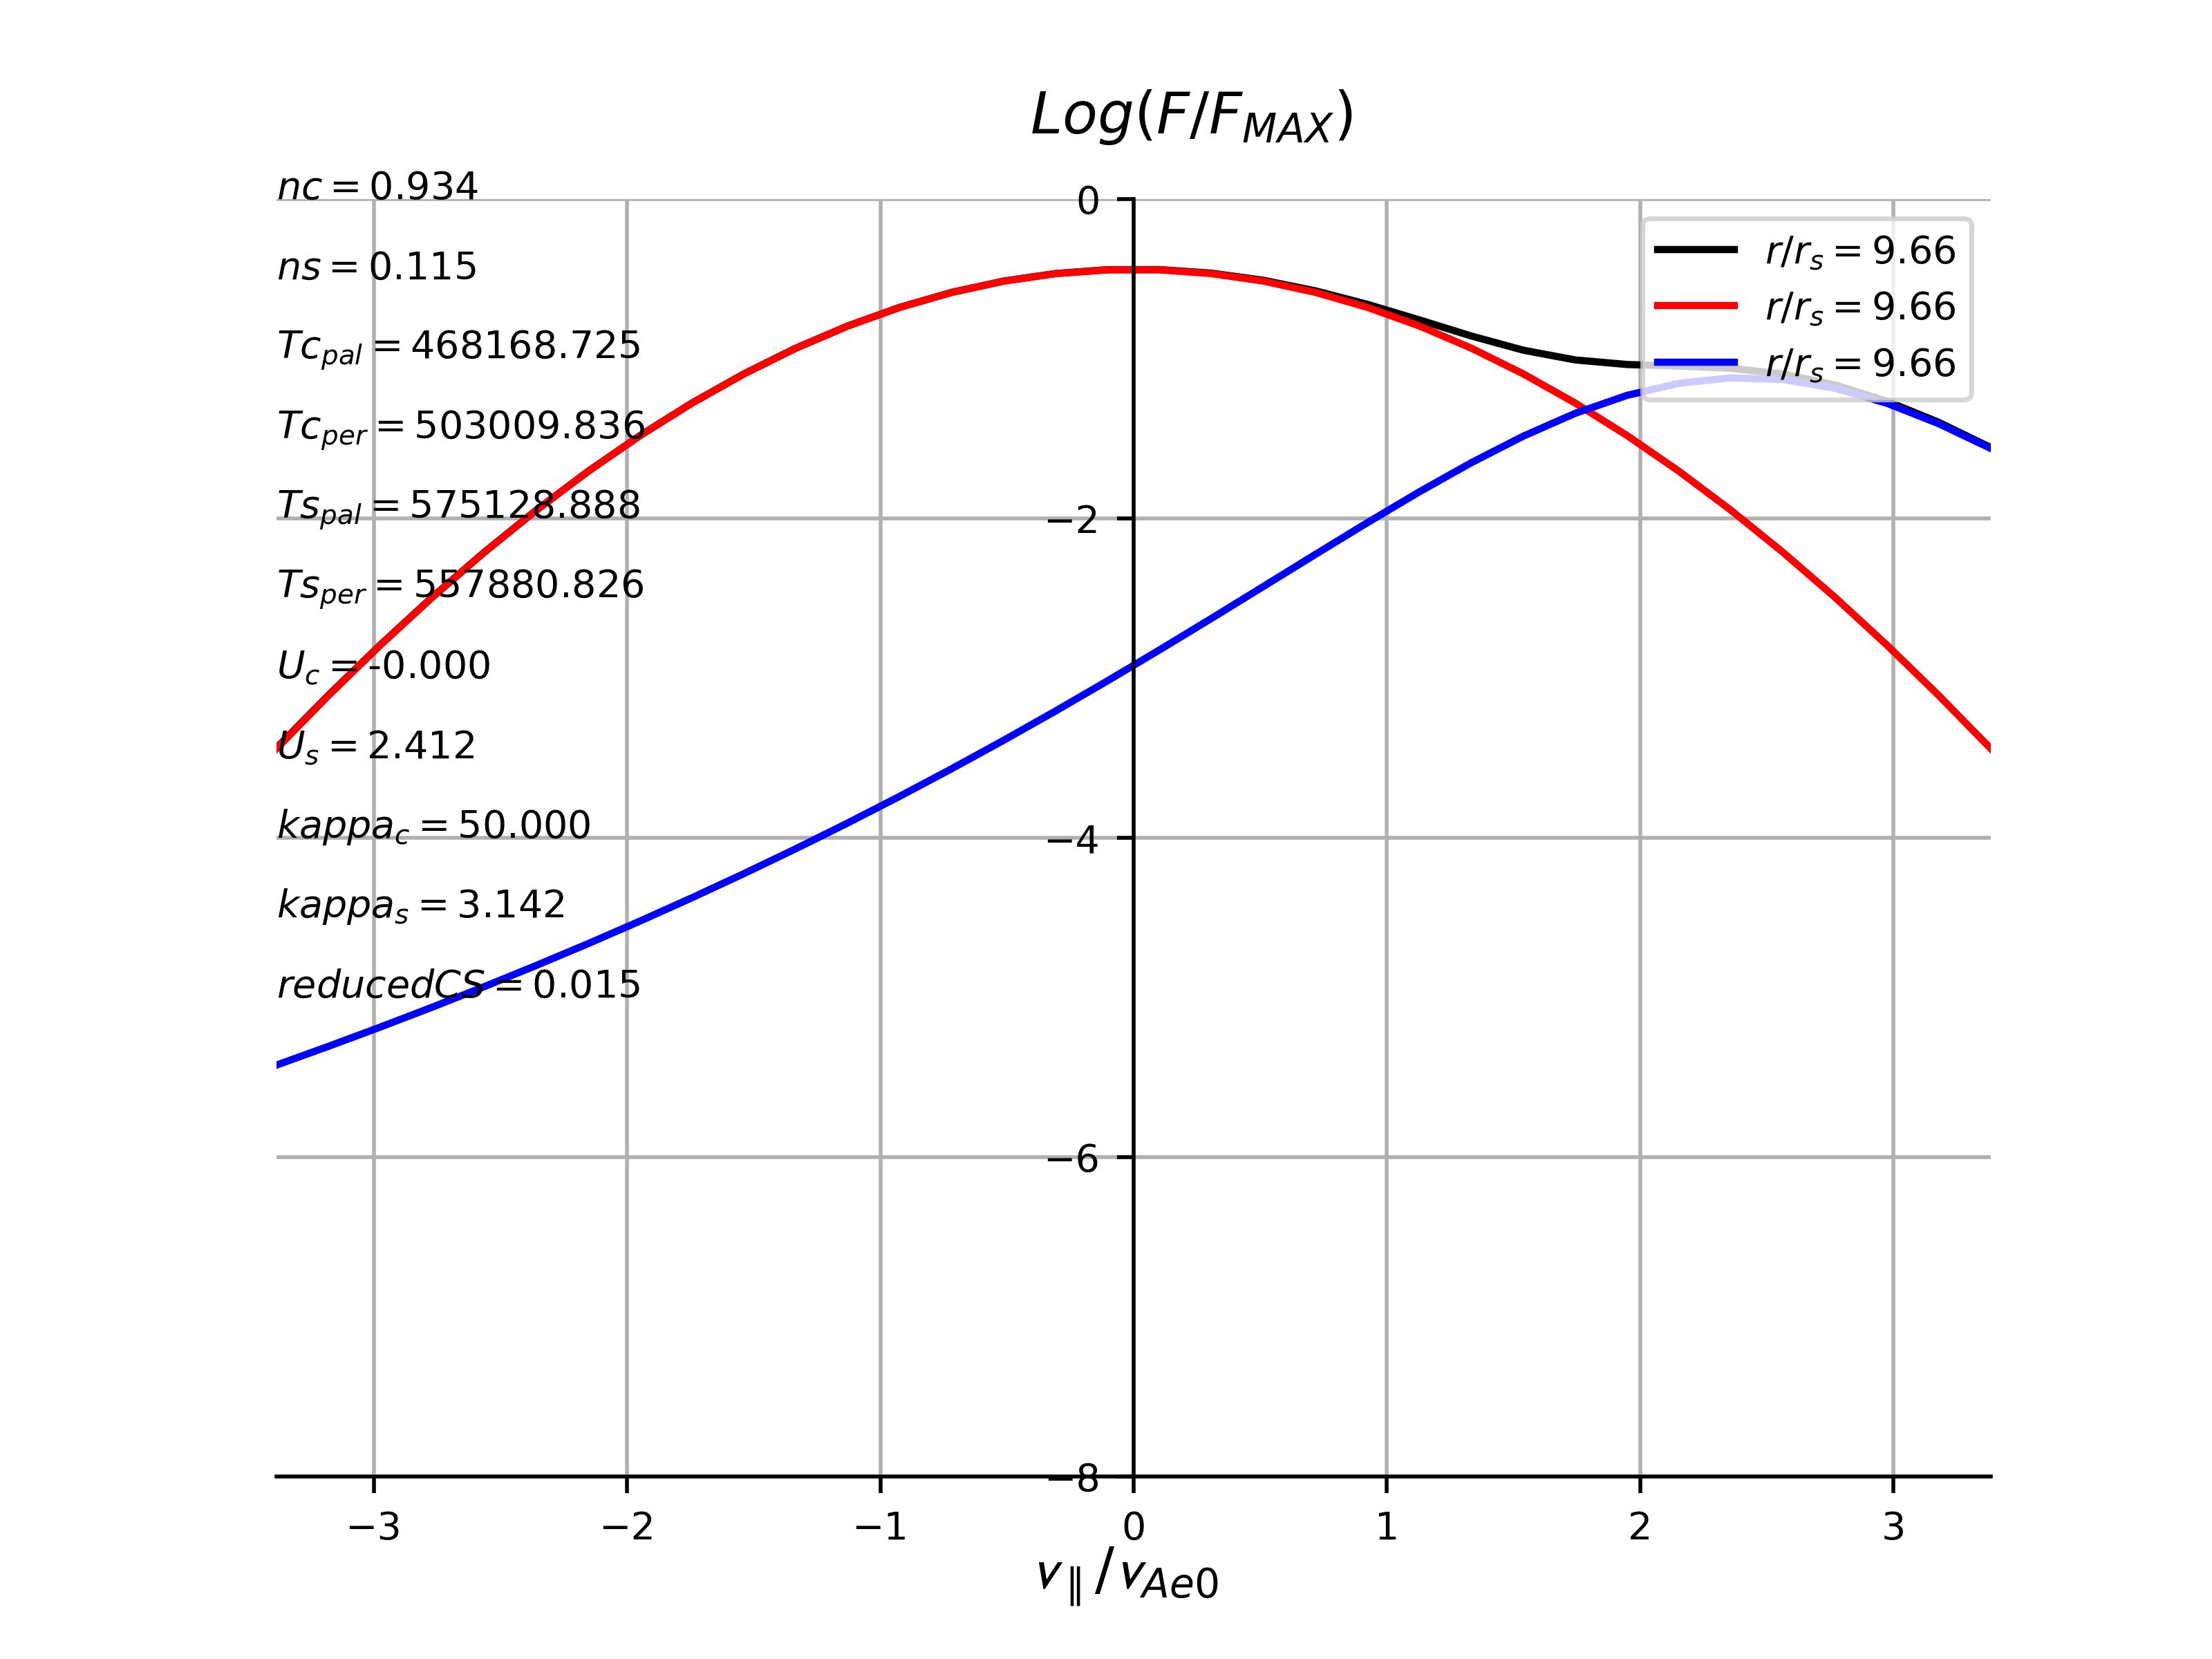 Log(F/F_MAX)
nc = 0.934
ns = 0.115
Tc_pal = 468168.725
Tc_per = 503009.836
Ts_pal = 575128.888
Ts_per = 557880.826
U_c = -0.000
U_s = 2.412
kappa_c = 50.000
kappa_s = 3.142
reducedCS = 0.015
0
−2
−4
−6
−8
r/r_s = 9.66
r/r_s = 9.66
r/r_s = 9.66
−3 −2 −1 0 1 2 3
v_∥/v_Ae0